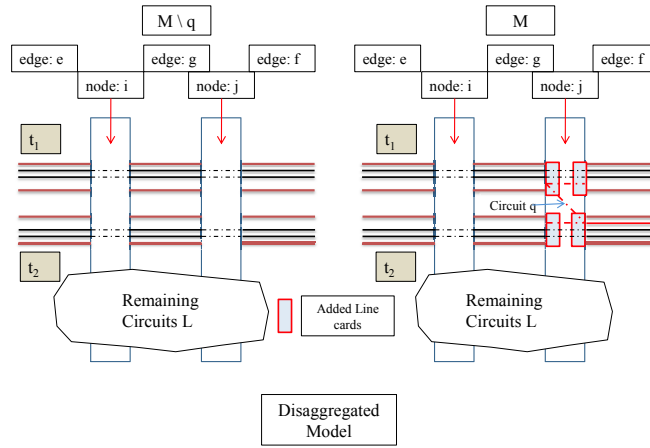 M \ q
M
edge: e
edge: g
edge: f
edge: e
edge: g
edge: f
node: i
node: j
node: i
node: j
t1
t1
Circuit q
t2
t2
Remaining
Circuits L
Added Line
cards
Remaining
Circuits L
Disaggregated
Model